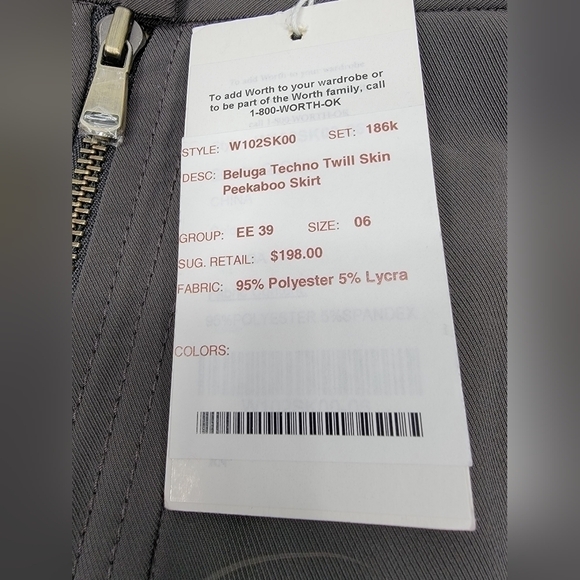 To add Worth to your wardrobe or
to be part of the Worth family, call
1-800-WORTH-OK
STYLE: W102SK00 SET: 186k
DESC: Beluga Techno Twill Skin
Peekaboo Skirt
GROUP: EE 39 SIZE: 06
SUG. RETAIL: $198.00
FABRIC: 95% Polyester 5% Lycra
COLORS: